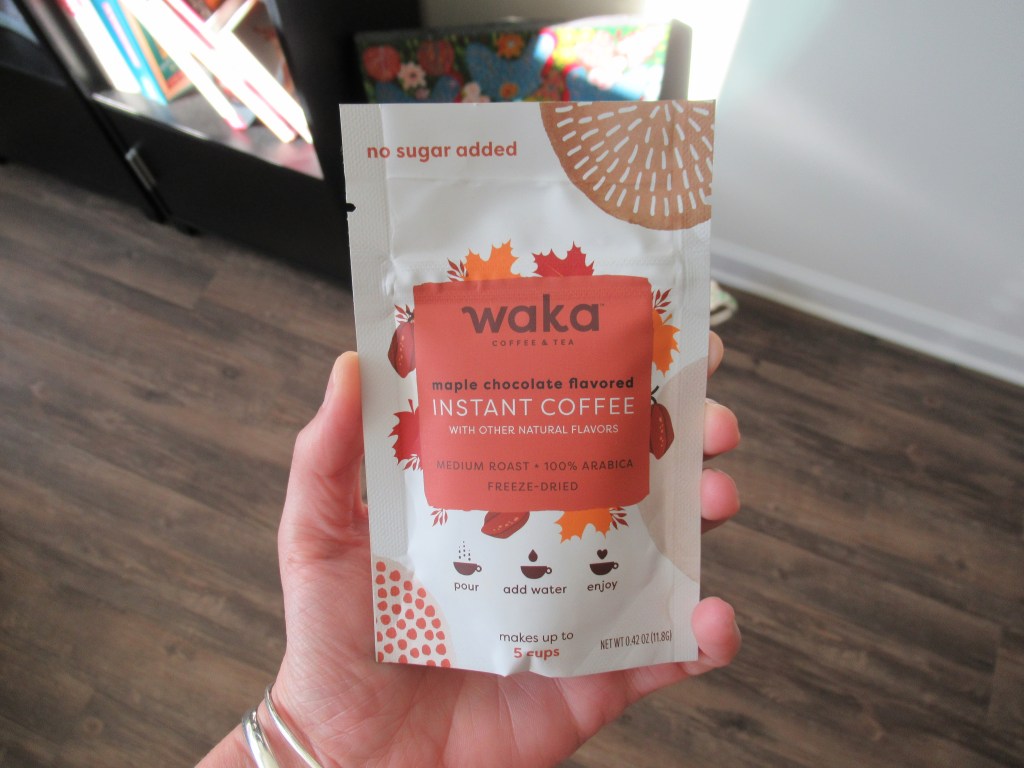 no sugar added
waka™
COFFEE & TEA
maple chocolate flavored
INSTANT COFFEE
WITH OTHER NATURAL FLAVORS
MEDIUM ROAST • 100% ARABICA
FREEZE-DRIED
pour
add water
enjoy
makes up to
5 cups
NET WT 0.42 OZ (11.8G)